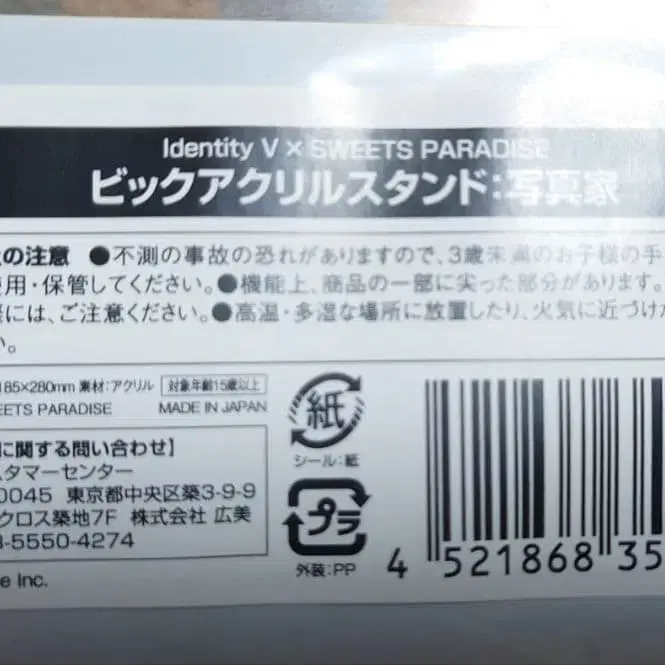 Identity V × SWEETS PARADISE
ビックアクリルスタンド:写真家
の注意 ●不測の事故の恐れがありますので、3歳未満のお子様の手
使用・保管してください。●機能上、商品の一部に尖った部分があります。
には、ご注意ください。●高温・多湿な場所に放置したり、火気に近づけ
い。
185×280mm 素材:アクリル 対象年齢15歳以上
EETS PARADISE MADE IN JAPAN
に関する問い合わせ】
スタマーセンター
0045 東京都中央区築3-9-9
クロス築地7F 株式会社 広美
3-5550-4274
e Inc.
紙
シール:紙
プラ
外装:PP
4 521868 35